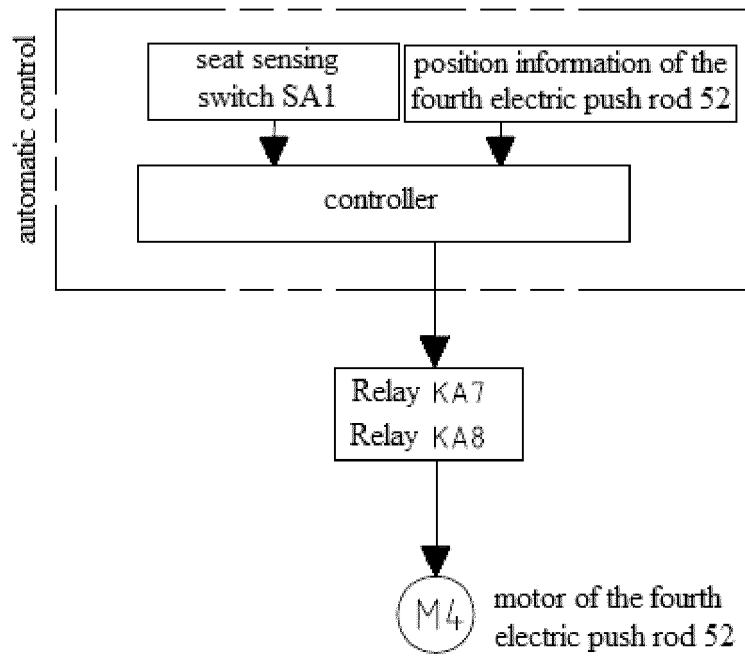 automatic control
seat sensing
switch SA1
position information of the
fourth electric push rod 52
controller
Relay KA7
Relay KA8
M4
motor of the fourth
electric push rod 52